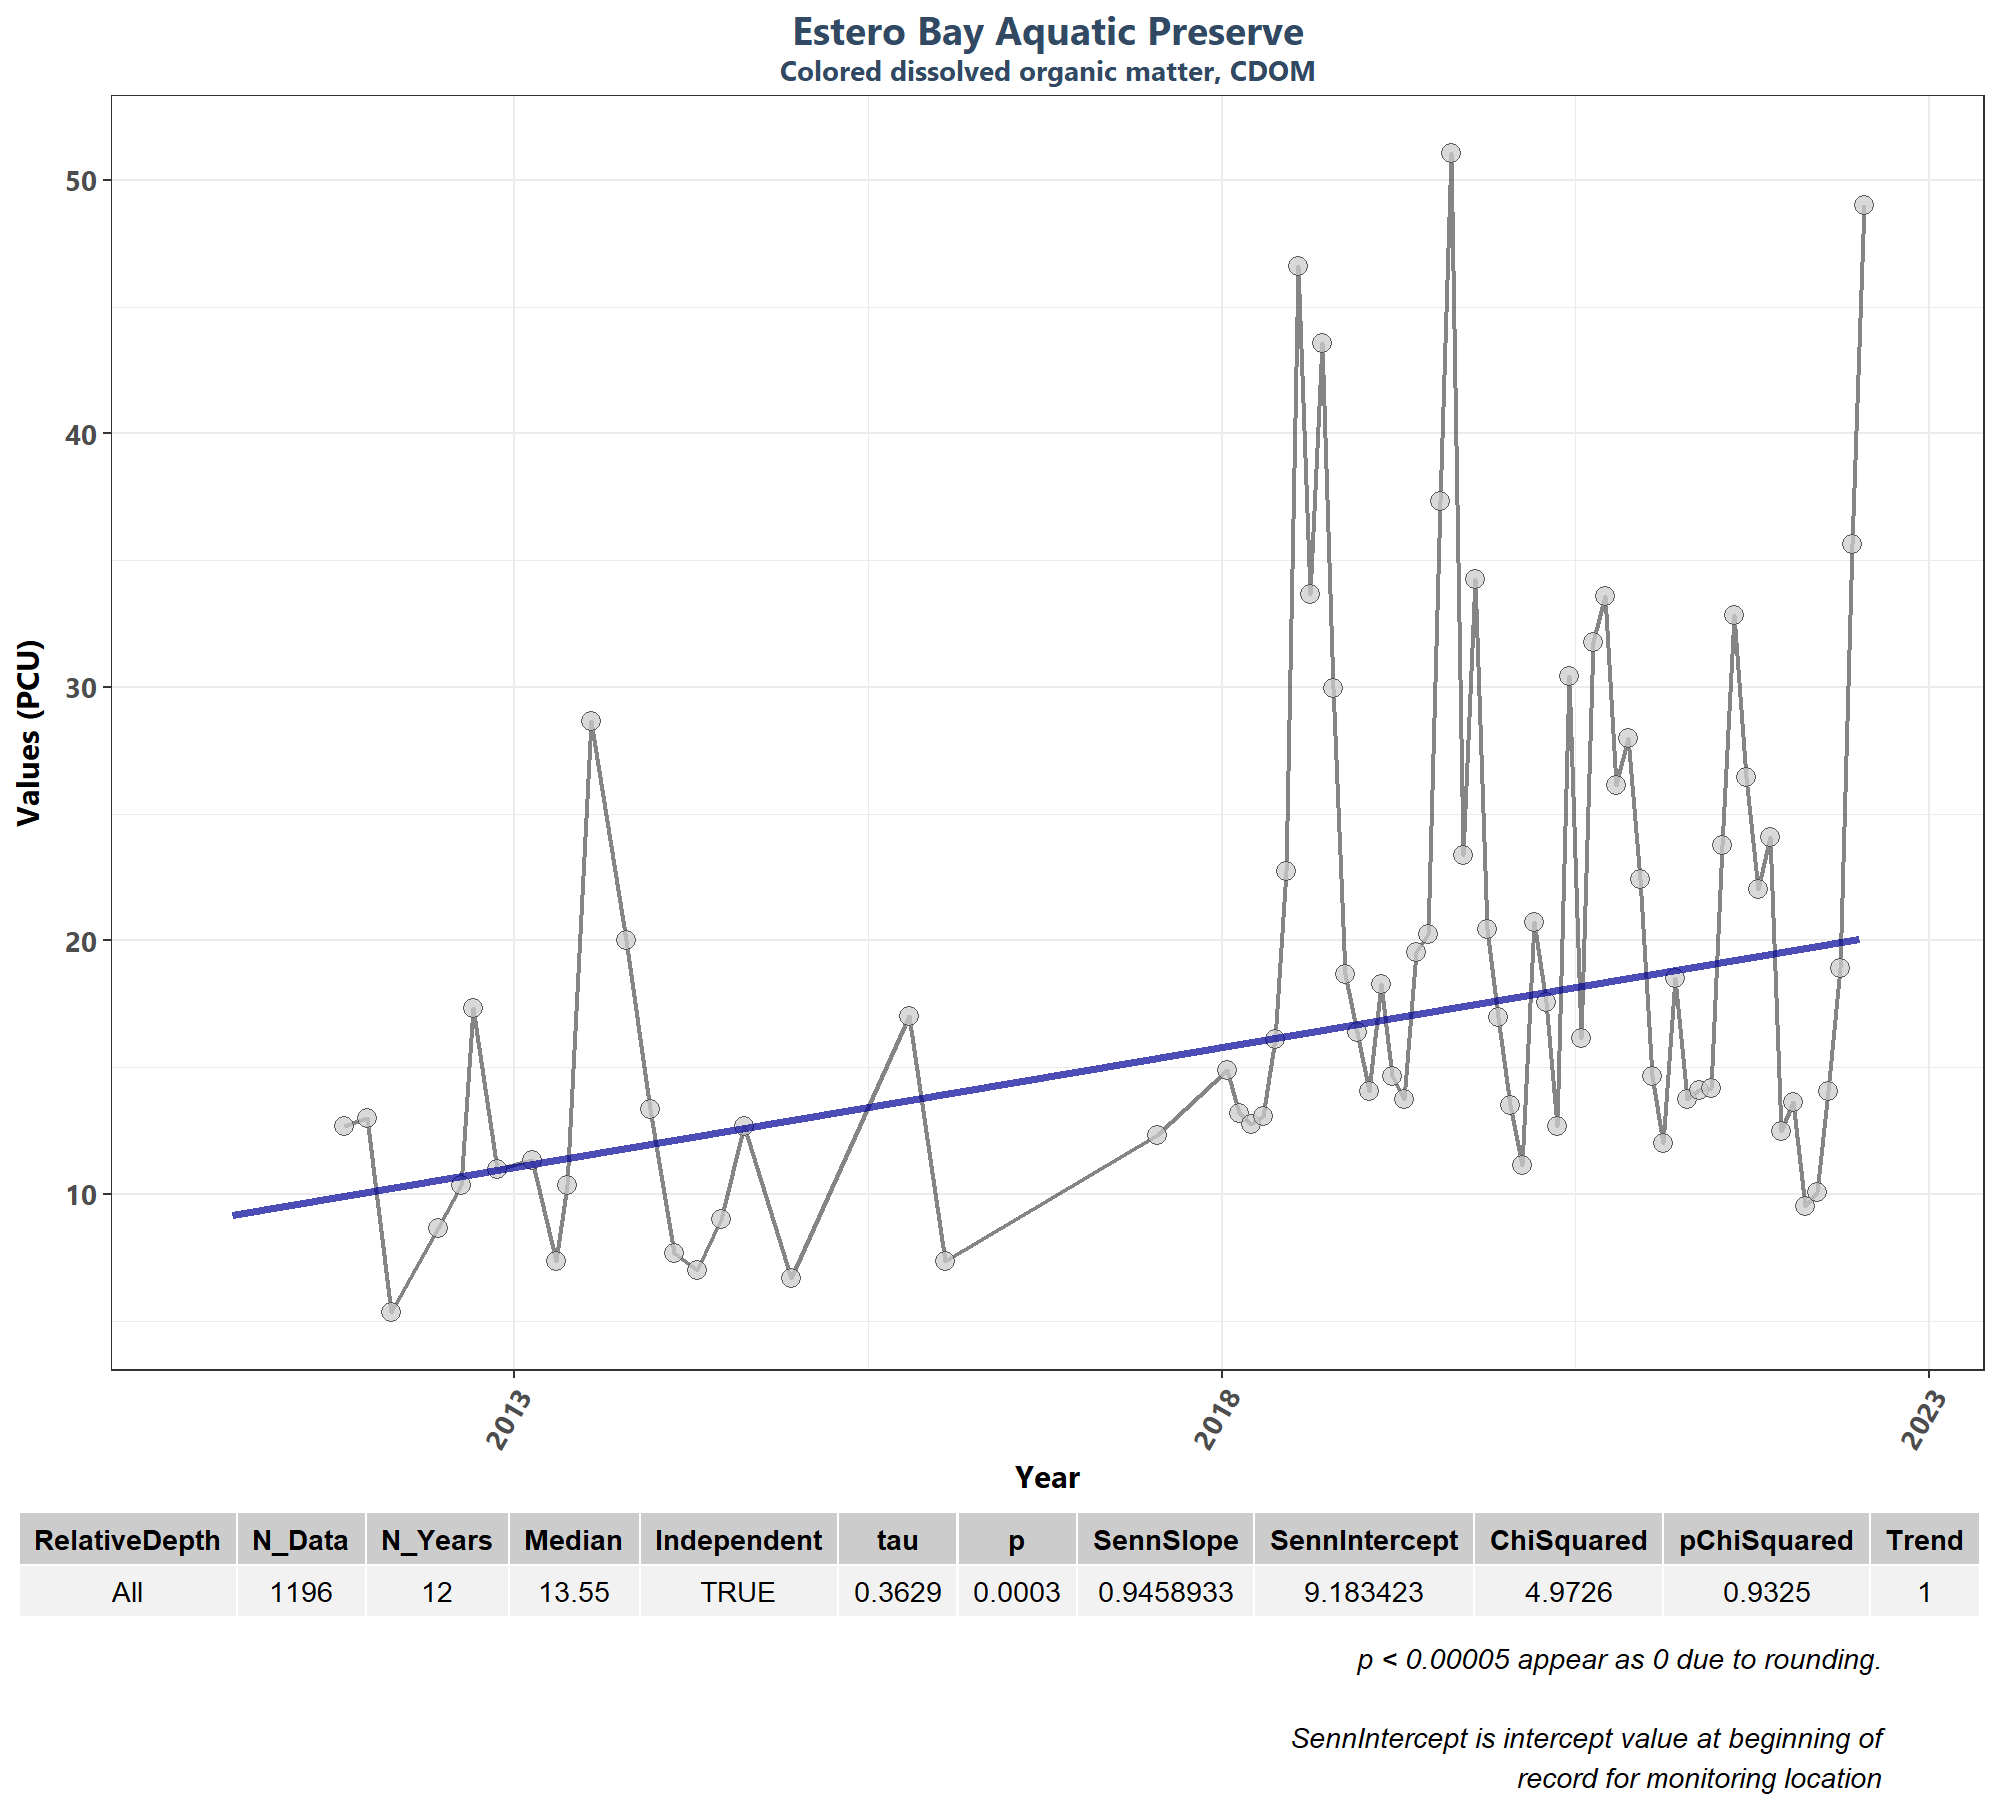 Estero Bay Aquatic Preserve
Colored dissolved organic matter, CDOM
Values (PCU)
50
40
30
20
10
2013
2018
2023
Year
RelativeDepth N_Data N_Years Median Independent tau p SennSlope SennIntercept ChiSquared pChiSquared Trend
All 1196 12 13.55 TRUE 0.3629 0.0003 0.9458933 9.183423 4.9726 0.9325 1
p < 0.00005 appear as 0 due to rounding.
SennIntercept is intercept value at beginning of
record for monitoring location